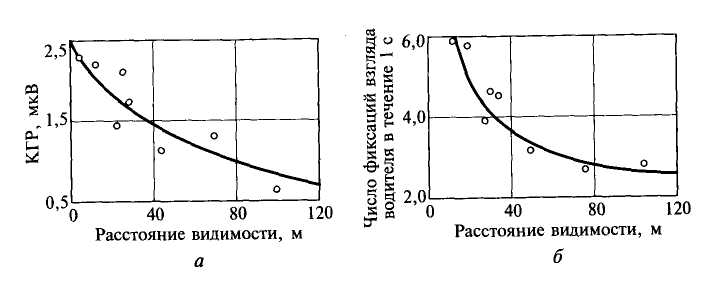 КГР, мкВ
2,5
1,5
0,5
0
40
80
120
Расстояние видимости, м
а
Число фиксаций взгляда
водителя в течение 1 с
6,0
4,0
2,0
0
40
80
120
Расстояние видимости, м
б